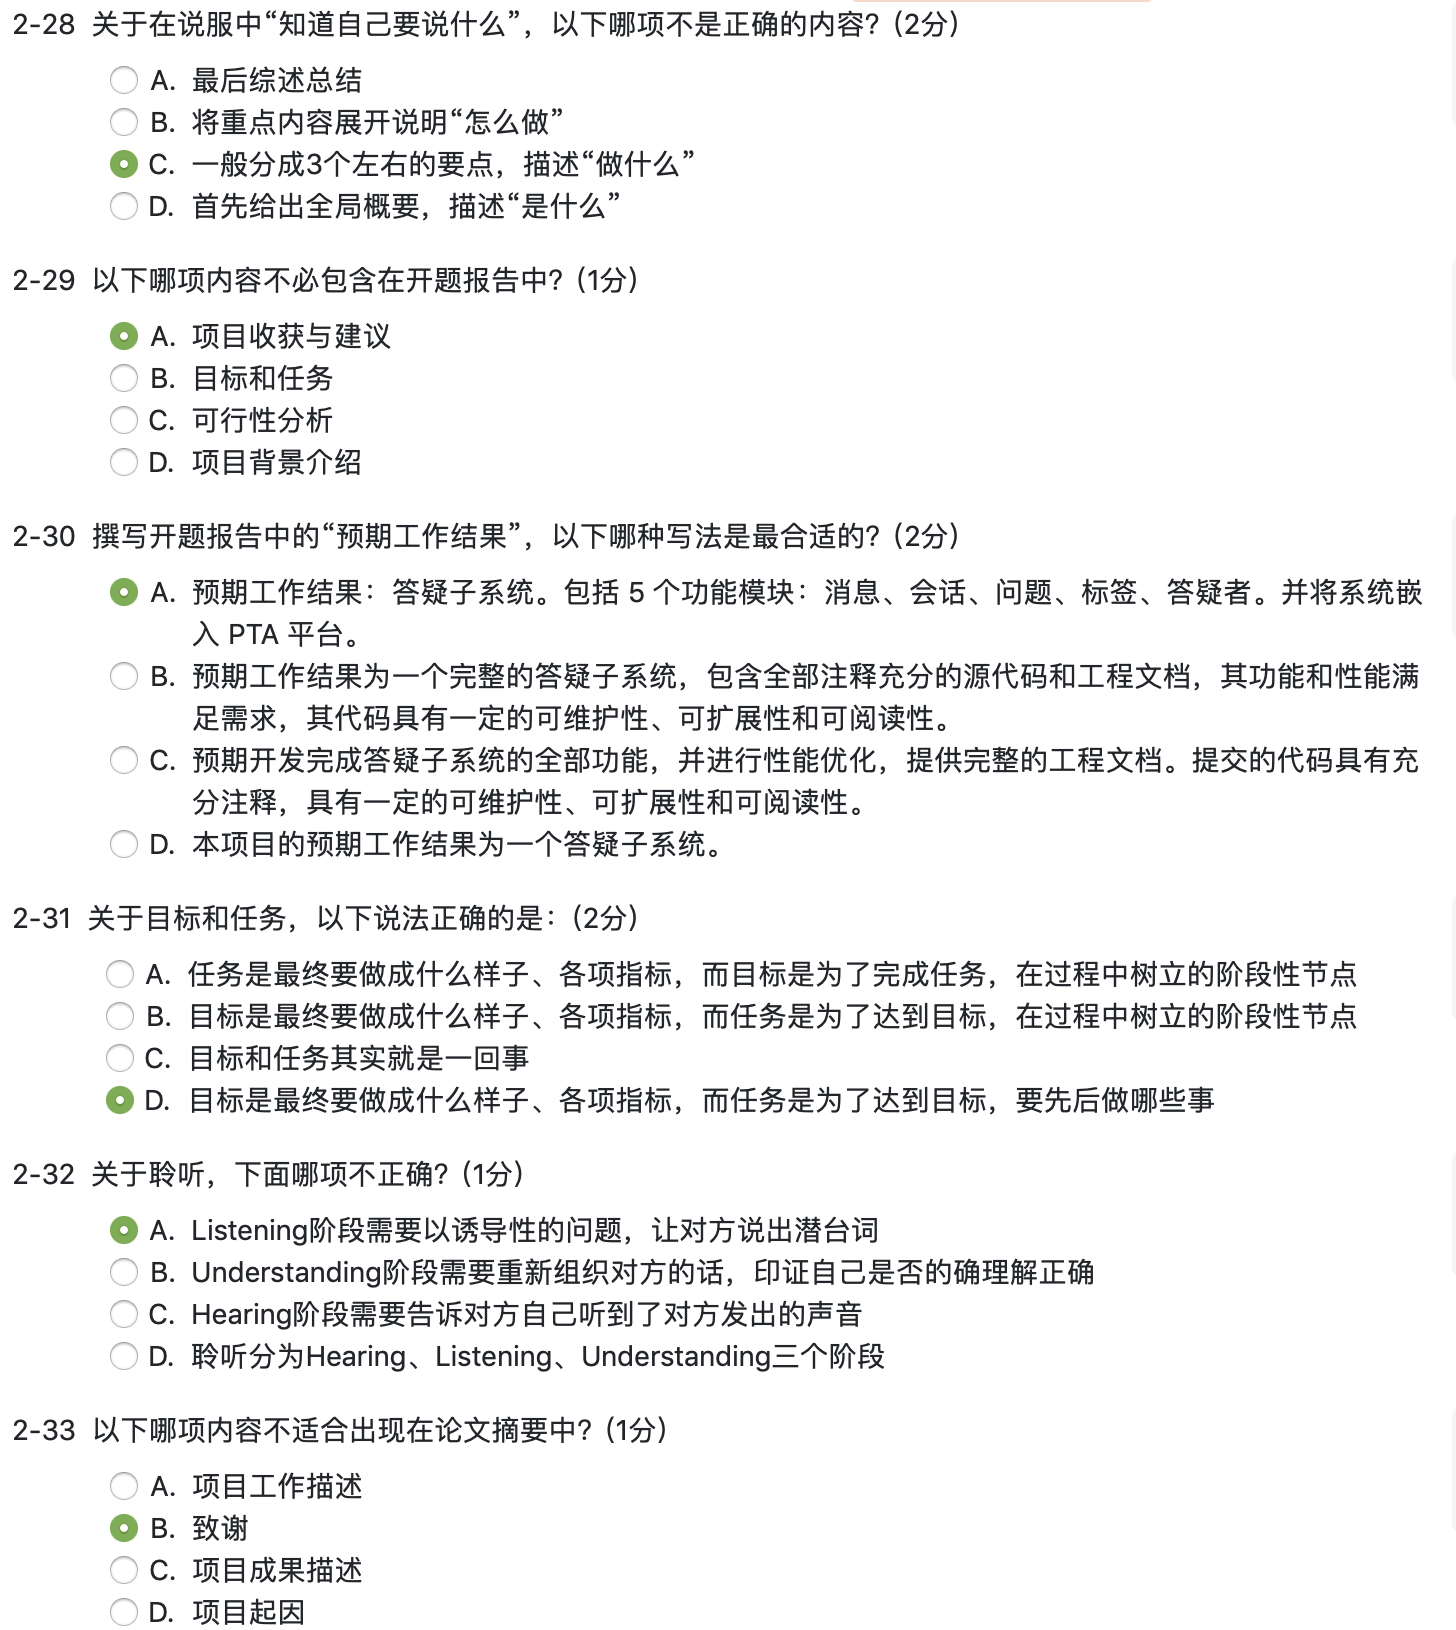 2-28 关于在说服中“知道自己要说什么”，以下哪项不是正确的内容？(2分)
A. 最后综述总结
B. 将重点内容展开说明“怎么做”
C. 一般分成3个左右的要点，描述“做什么”
D. 首先给出全局概要，描述“是什么”
2-29 以下哪项内容不必包含在开题报告中？(1分)
A. 项目收获与建议
B. 目标和任务
C. 可行性分析
D. 项目背景介绍
2-30 撰写开题报告中的“预期工作结果”，以下哪种写法是最合适的？(2分)
A. 预期工作结果：答疑子系统。包括 5 个功能模块：消息、会话、问题、标签、答疑者。并将系统嵌
入 PTA 平台。
B. 预期工作结果为一个完整的答疑子系统，包含全部注释充分的源代码和工程文档，其功能和性能满
足需求，其代码具有一定的可维护性、可扩展性和可阅读性。
C. 预期开发完成答疑子系统的全部功能，并进行性能优化，提供完整的工程文档。提交的代码具有充
分注释，具有一定的可维护性、可扩展性和可阅读性。
D. 本项目的预期工作结果为一个答疑子系统。
2-31 关于目标和任务，以下说法正确的是：(2分)
A. 任务是最终要做成什么样子、各项指标，而目标是为了完成任务，在过程中树立的阶段性节点
B. 目标是最终要做成什么样子、各项指标，而任务是为了达到目标，在过程中树立的阶段性节点
C. 目标和任务其实就是一回事
D. 目标是最终要做成什么样子、各项指标，而任务是为了达到目标，要先后做哪些事
2-32 关于聆听，下面哪项不正确？(1分)
A. Listening阶段需要以诱导性的问题，让对方说出潜台词
B. Understanding阶段需要重新组织对方的话，印证自己是否的确理解正确
C. Hearing阶段需要告诉对方自己听到了对方发出的声音
D. 聆听分为Hearing、Listening、Understanding三个阶段
2-33 以下哪项内容不适合出现在论文摘要中？(1分)
A. 项目工作描述
B. 致谢
C. 项目成果描述
D. 项目起因